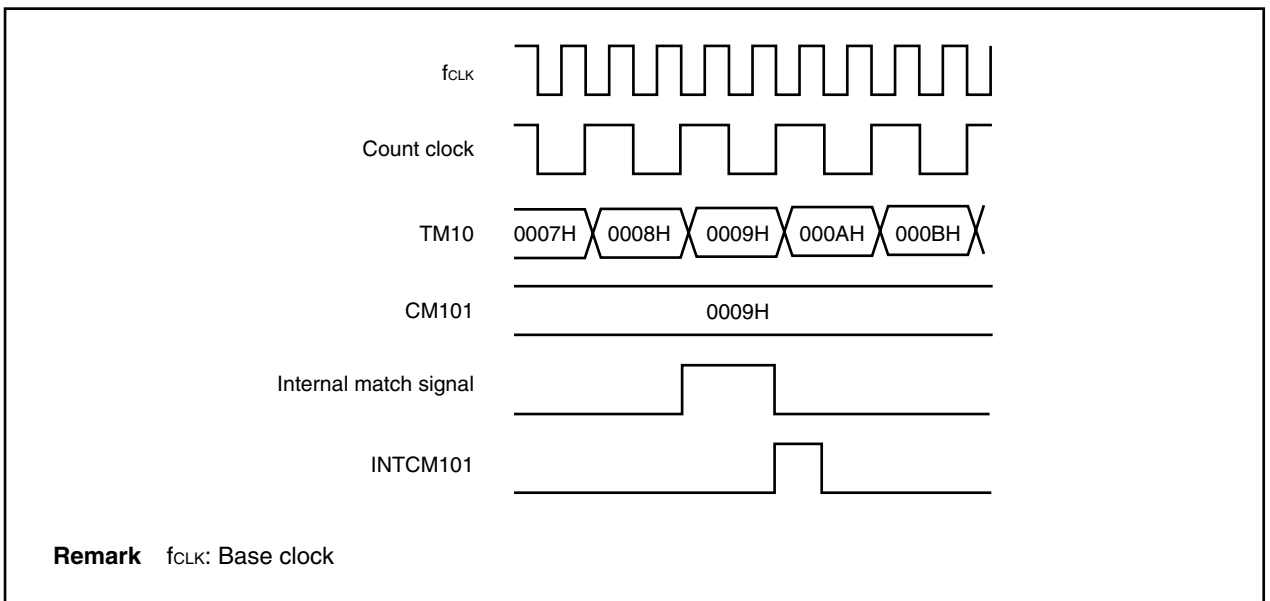 fCLK
Count clock
TM10
0007H 0008H 0009H 000AH 000BH
CM101
0009H
Internal match signal
INTCM101
Remark fCLK: Base clock